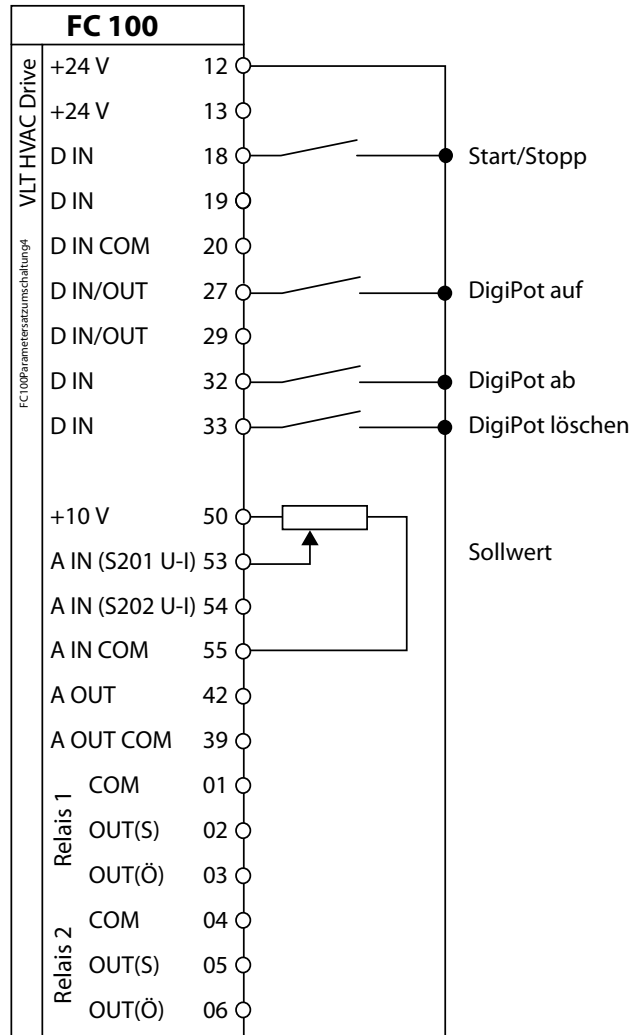 FC 100
VLT HVAC Drive
FC100Parametersatzumschaltung4
+24 V 12
+24 V 13
D IN 18 Start/Stopp
D IN 19
D IN COM 20
D IN/OUT 27 DigiPot auf
D IN/OUT 29
D IN 32 DigiPot ab
D IN 33 DigiPot löschen
+10 V 50
A IN (S201 U-I) 53 Sollwert
A IN (S202 U-I) 54
A IN COM 55
A OUT 42
A OUT COM 39
Relais 1
COM 01
OUT(S) 02
OUT(Ö) 03
Relais 2
COM 04
OUT(S) 05
OUT(Ö) 06